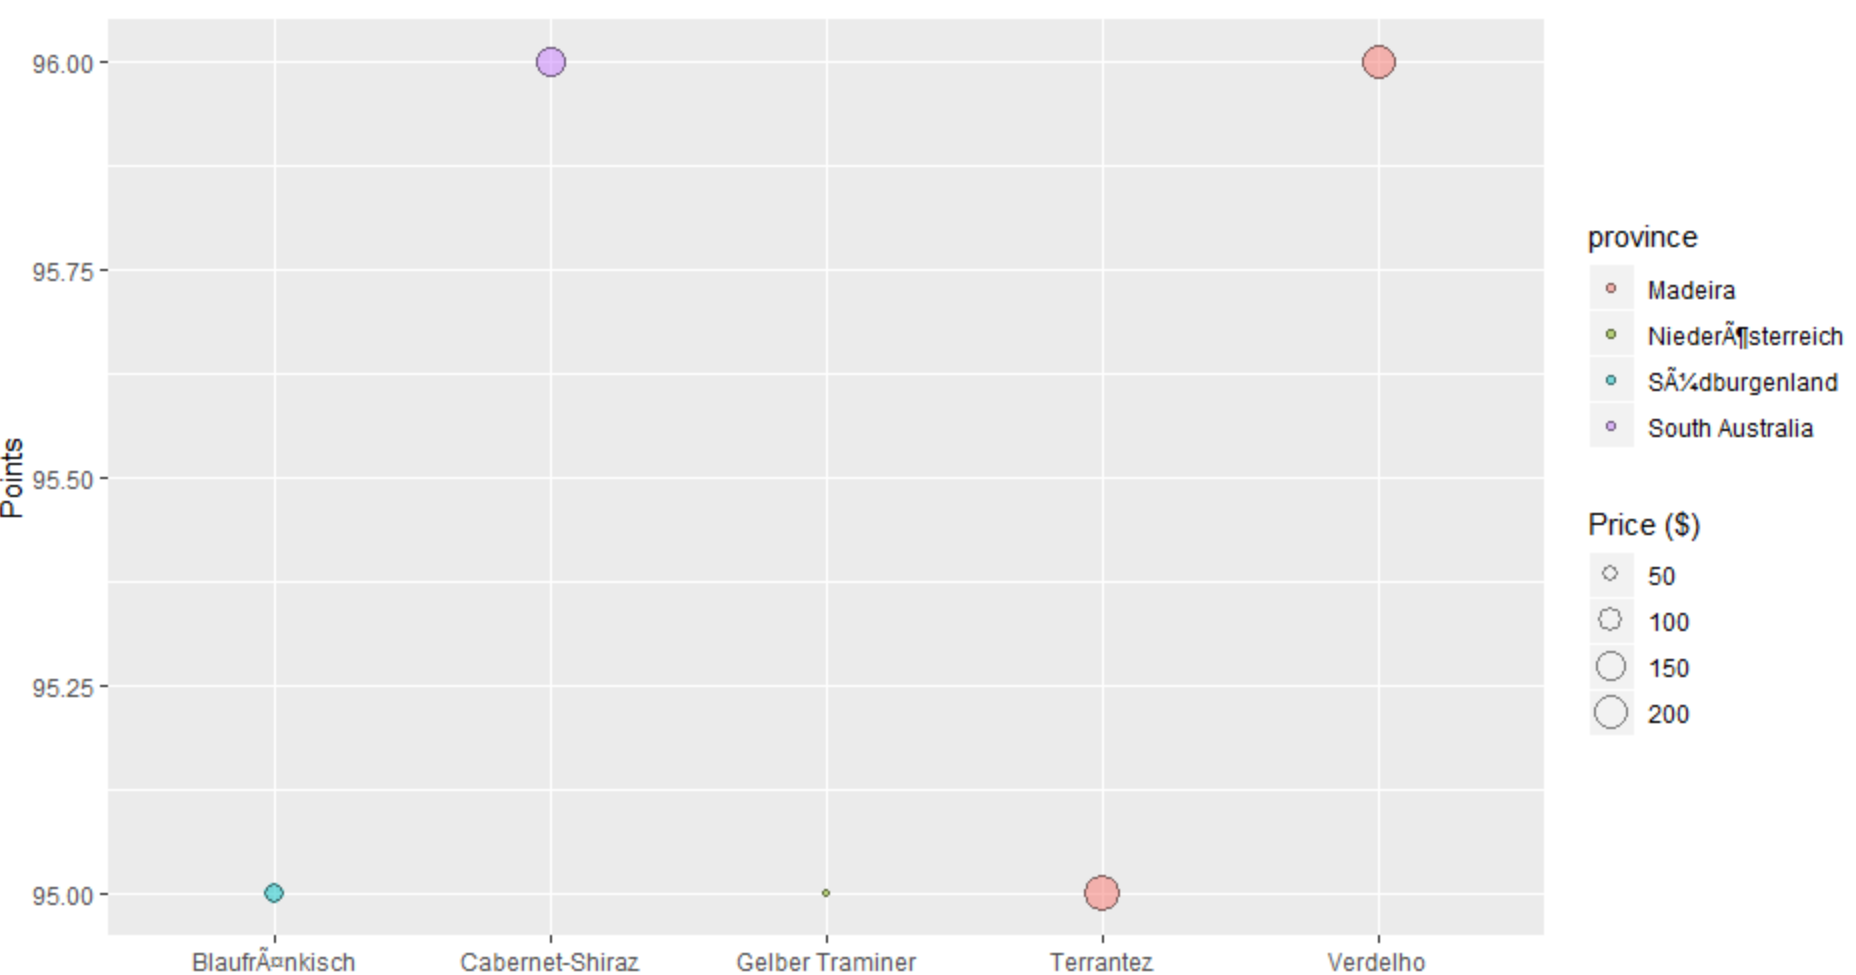 96.00
95.75
95.50
95.25
95.00
Points
BlaufrÃ¤nkisch
Cabernet-Shiraz
Gelber Traminer
Terrantez
Verdelho
province
Madeira
NiederÃ¶sterreich
SÃ¼dburgenland
South Australia
Price ($)
50
100
150
200